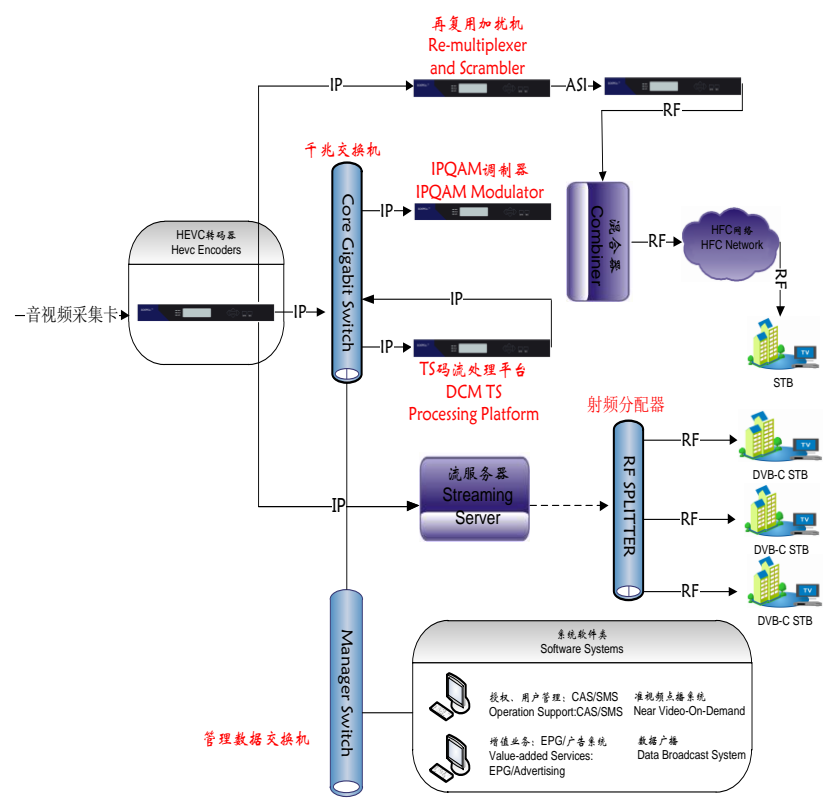 再复用加扰机
Re-multiplexer
and Scrambler
IP
ASI
RF
千兆交换机
IPQAM调制器
IPQAM Modulator
Core Gigabit Switch
IP
混合器
Combiner
RF
HFC网络
HFC Network
RF
HEVC转码器
Hevc Encoders
音视频采集卡
IP
IP
IP
TS码流处理平台
DCM TS
Processing Platform
TV
STB
射频分配器
RF SPLITTER
RF
TV
DVB-C STB
流服务器
Streaming
Server
IP
RF
TV
DVB-C STB
RF
TV
DVB-C STB
管理数据交换机
Manager Switch
系统软件类
Software Systems
授权、用户管理: CAS/SMS
Operation Support:CAS/SMS
准视频点播系统
Near Video-On-Demand
增值业务: EPG/广告系统
Value-added Services:
EPG/Advertising
数据广播
Data Broadcast System